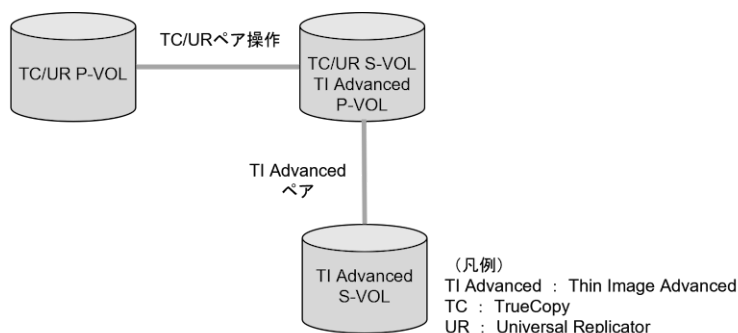 TC/URペア操作
TC/UR P-VOL
TC/UR S-VOL
TI Advanced
P-VOL
TI Advanced
ペア
TI Advanced
S-VOL
（凡例）
TI Advanced ： Thin Image Advanced
TC ： TrueCopy
UR ： Universal Replicator